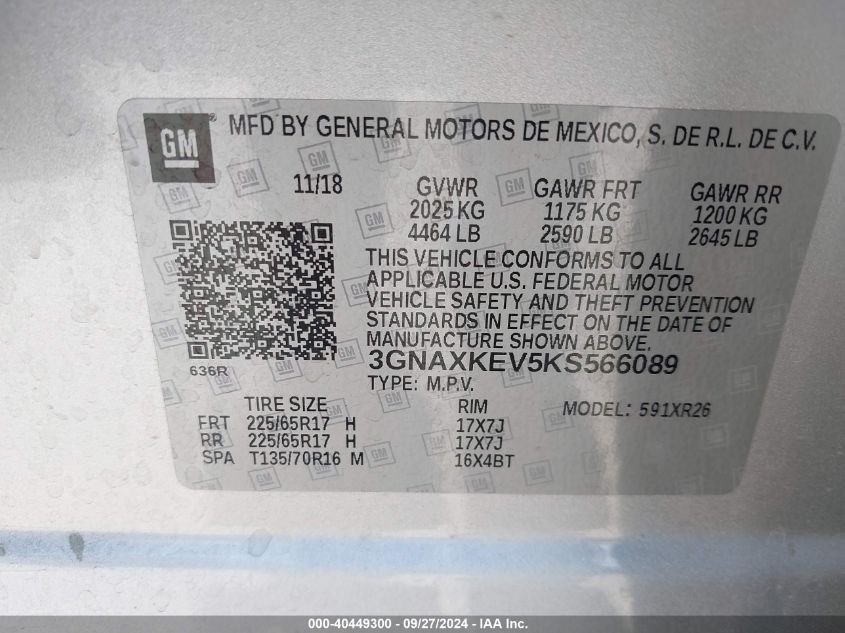 GM
MFD BY GENERAL MOTORS DE MEXICO, S. DE R.L. DE C.V.
11/18 GVWR GAWR FRT GAWR RR
2025 KG 1175 KG 1200 KG
4464 LB 2590 LB 2645 LB
THIS VEHICLE CONFORMS TO ALL
APPLICABLE U.S. FEDERAL MOTOR
VEHICLE SAFETY AND THEFT PREVENTION
STANDARDS IN EFFECT ON THE DATE OF
MANUFACTURE SHOWN ABOVE.
3GNAXKEV5KS566089
636R
TYPE: M.P.V.
TIRE SIZE RIM MODEL: 591XR26
FRT 225/65R17 H 17X7J
RR 225/65R17 H 17X7J
SPA T135/70R16 M 16X4BT
000-40449300 - 09/27/2024 - IAA Inc.